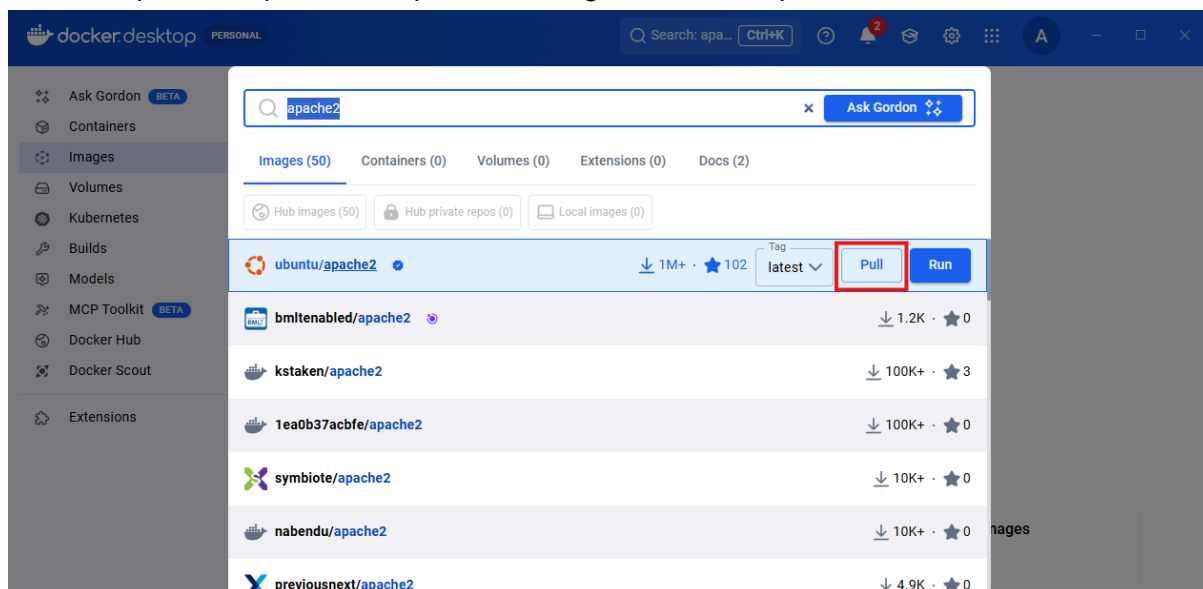 docker.desktop PERSONAL Search: apa... Ctrl+K 2 A
Ask Gordon BETA
Containers
Images
Volumes
Kubernetes
Builds
Models
MCP Toolkit BETA
Docker Hub
Docker Scout
Extensions
apache2 Ask Gordon
Images (50) Containers (0) Volumes (0) Extensions (0) Docs (2)
Hub images (50) Hub private repos (0) Local images (0)
ubuntu/apache2 1M+ · 102 Tag latest Pull Run
BMLT bmltenabled/apache2 1.2K · 0
kstaken/apache2 100K+ · 3
1ea0b37acbfe/apache2 100K+ · 0
symbiote/apache2 10K+ · 0
nabendu/apache2 10K+ · 0
previousnext/apache2 4.9K · 0